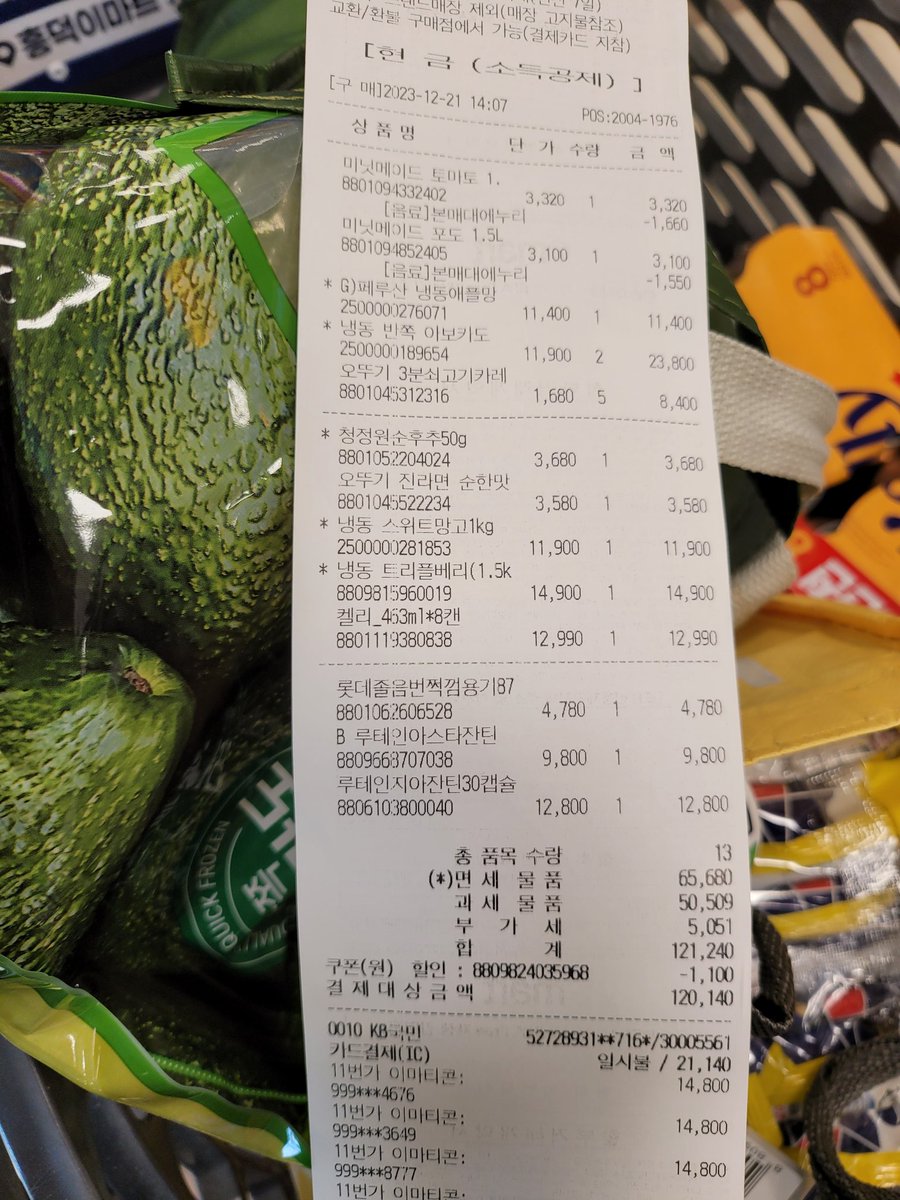 흥덕이마트
교환/환불 구매점에서 가능(결제카드 지참)
[현 금 (소득공제) ]
[구 매]2023-12-21 14:07
POS:2004-1976
상 품 명 단 가 수량 금 액
미닛메이드 토마토 1.
8801094332402 3,320 1 3,320
[음료]본매대에누리 -1,660
미닛메이드 포도 1.5L
8801094852405 3,100 1 3,100
[음료]본매대에누리 -1,550
* G)페루산 냉동애플망
2500000276071 11,400 1 11,400
* 냉동 반쪽 아보카도
2500000189654 11,900 2 23,800
오뚜기 3분쇠고기카레
8801045312316 1,680 5 8,400
* 청정원순후추50g
8801052204024 3,680 1 3,680
오뚜기 진라면 순한맛
8801045522234 3,580 1 3,580
* 냉동 스위트망고1kg
2500000281853 11,900 1 11,900
* 냉동 트리플베리(1.5k
8809815960019 14,900 1 14,900
켈리_463ml*8캔
8801119380838 12,990 1 12,990
롯데졸음번쩍껌용기87
8801062606528 4,780 1 4,780
B 루테인아스타잔틴
8809668707038 9,800 1 9,800
루테인지아잔틴30캡슐
8806103800040 12,800 1 12,800
총 품목 수량 13
(*)면 세 물 품 65,680
과 세 물 품 50,509
부 가 세 5,051
합 계 121,240
쿠폰(원) 할인 : 8809824035968 -1,100
결 제 대 상 금 액 120,140
0010 KB국민 52728931**716*/30005561
카드결제(IC) 일시불 / 21,140
11번가 이마티콘: 14,800
999***4676
11번가 이마티콘: 14,800
999***3649
11번가 이마티콘: 14,800
999***8777
11번가 이마티콘:
QUICK FROZEN
8